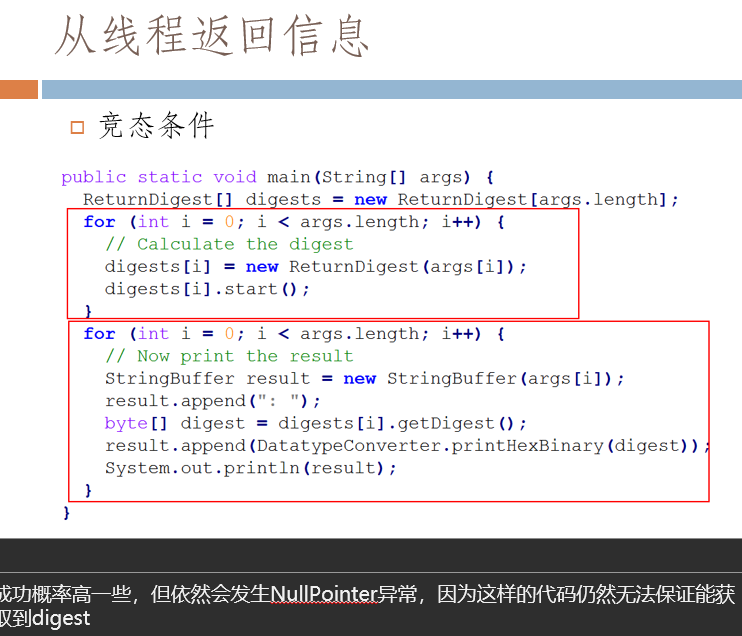 从线程返回信息
竞态条件
public static void main(String[] args) {
ReturnDigest[] digests = new ReturnDigest[args.length];
for (int i = 0; i < args.length; i++) {
// Calculate the digest
digests[i] = new ReturnDigest(args[i]);
digests[i].start();
}
for (int i = 0; i < args.length; i++) {
// Now print the result
StringBuffer result = new StringBuffer(args[i]);
result.append(": ");
byte[] digest = digests[i].getDigest();
result.append(DatatypeConverter.printHexBinary(digest));
System.out.println(result);
}
}
成功概率高一些，但依然会发生NullPointer异常，因为这样的代码仍然无法保证能获
取到digest